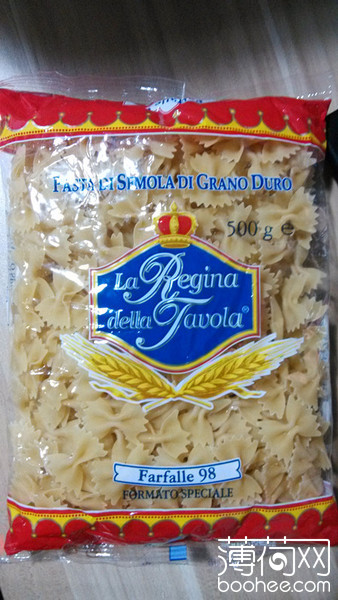 PASTA DI SEMOLA DI GRANO DURO
500 g e
La Regina
della Tavola®
Farfalle 98
FORMATO SPECIALE
薄荷网
boohee.com